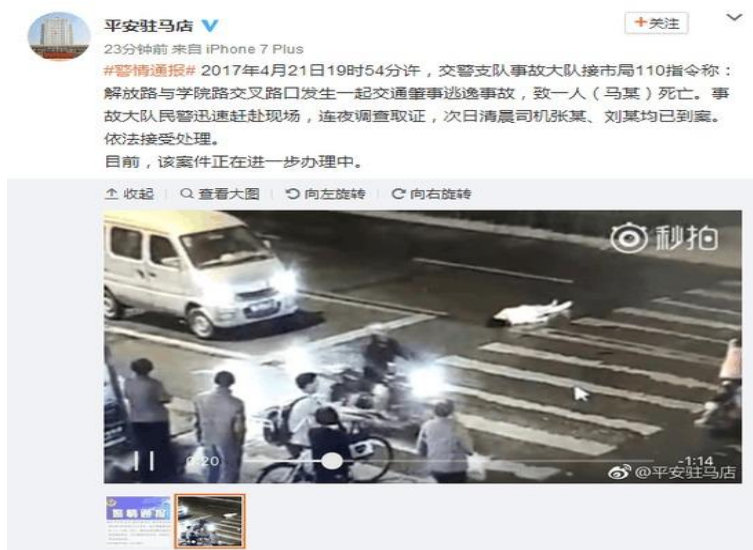 平安驻马店
+关注
23分钟前 来自 iPhone 7 Plus
#警情通报# 2017年4月21日19时54分许，交警支队事故大队接市局110指令称：
解放路与学院路交叉路口发生一起交通肇事逃逸事故，致一人（马某）死亡。事
故大队民警迅速赶赴现场，连夜调查取证，次日清晨司机张某、刘某均已到案。
依法接受处理。
目前，该案件正在进一步办理中。
收起 查看大图 向左旋转 向右旋转
秒拍
0:20
-1:14
@平安驻马店
警情通报